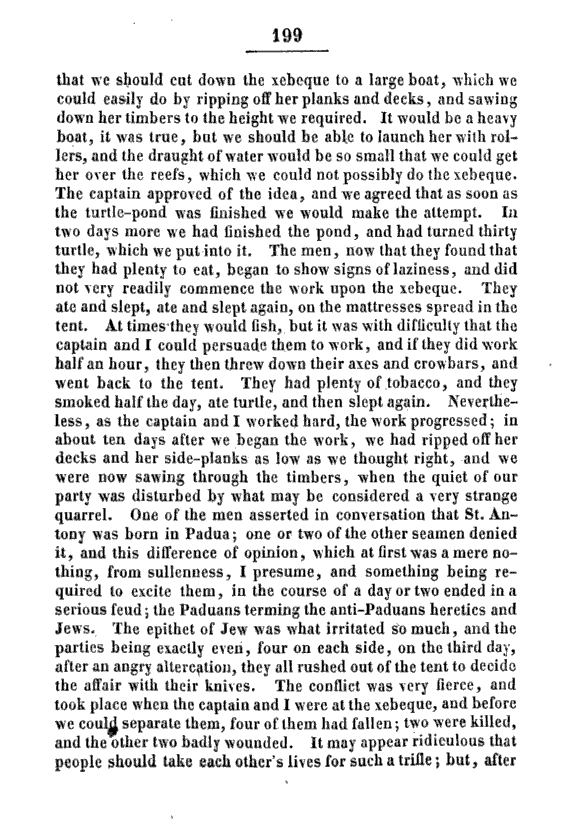 199
that we should cut down the xebeque to a large boat, which we
could easily do by ripping off her planks and decks, and sawing
down her timbers to the height we required. It would be a heavy
boat, it was true, but we should be able to launch her with rol-
lers, and the draught of water would be so small that we could get
her over the reefs, which we could not possibly do the xebeque.
The captain approved of the idea, and we agreed that as soon as
the turtle-pond was finished we would make the attempt. In
two days more we had finished the pond, and had turned thirty
turtle, which we put into it. The men, now that they found that
they had plenty to eat, began to show signs of laziness, and did
not very readily commence the work upon the xebeque. They
ate and slept, ate and slept again, on the mattresses spread in the
tent. At times they would fish, but it was with difficulty that the
captain and I could persuade them to work, and if they did work
half an hour, they then threw down their axes and crowbars, and
went back to the tent. They had plenty of tobacco, and they
smoked half the day, ate turtle, and then slept again. Neverthe-
less, as the captain and I worked hard, the work progressed; in
about ten days after we began the work, we had ripped off her
decks and her side-planks as low as we thought right, and we
were now sawing through the timbers, when the quiet of our
party was disturbed by what may be considered a very strange
quarrel. One of the men asserted in conversation that St. An-
tony was born in Padua; one or two of the other seamen denied
it, and this difference of opinion, which at first was a mere no-
thing, from sullenness, I presume, and something being re-
quired to excite them, in the course of a day or two ended in a
serious feud; the Paduans terming the anti-Paduans heretics and
Jews. The epithet of Jew was what irritated so much, and the
parties being exactly even, four on each side, on the third day,
after an angry altercation, they all rushed out of the tent to decide
the affair with their knives. The conflict was very fierce, and
took place when the captain and I were at the xebeque, and before
we could separate them, four of them had fallen; two were killed,
and the other two badly wounded. It may appear ridiculous that
people should take each other's lives for such a trifle; but, after